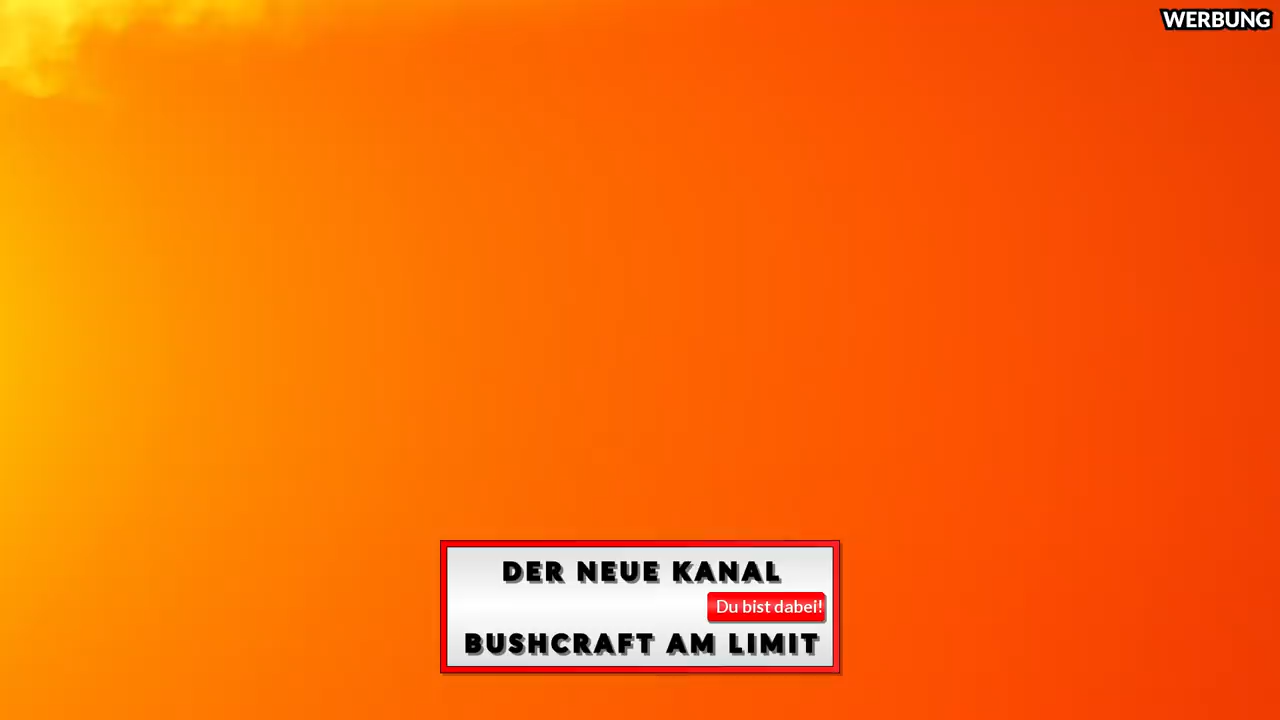 WERBUNG
DER NEUE KANAL
Du bist dabei!
BUSHCRAFT AM LIMIT